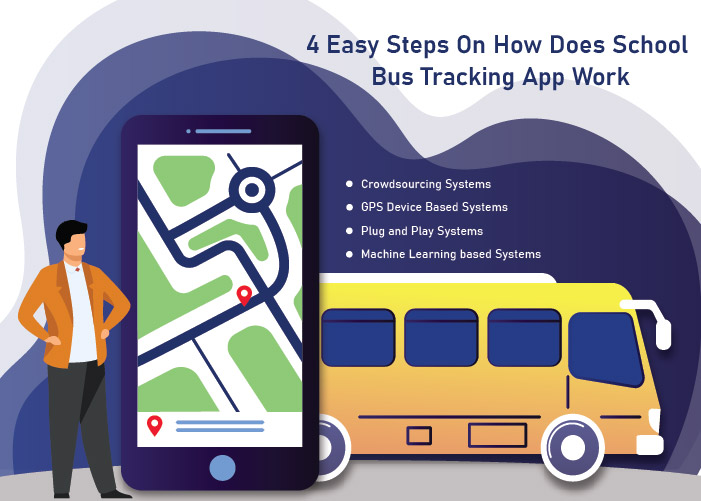 4 Easy Steps On How Does School
Bus Tracking App Work
Crowdsourcing Systems
GPS Device Based Systems
Plug and Play Systems
Machine Learning based Systems